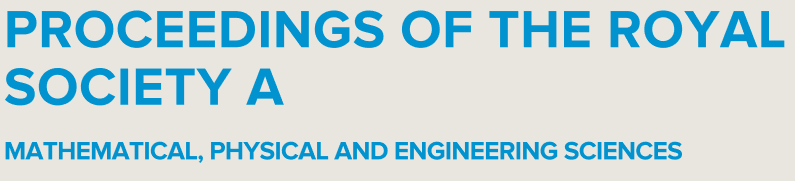 PROCEEDINGS OF THE ROYAL
SOCIETY A
MATHEMATICAL, PHYSICAL AND ENGINEERING SCIENCES